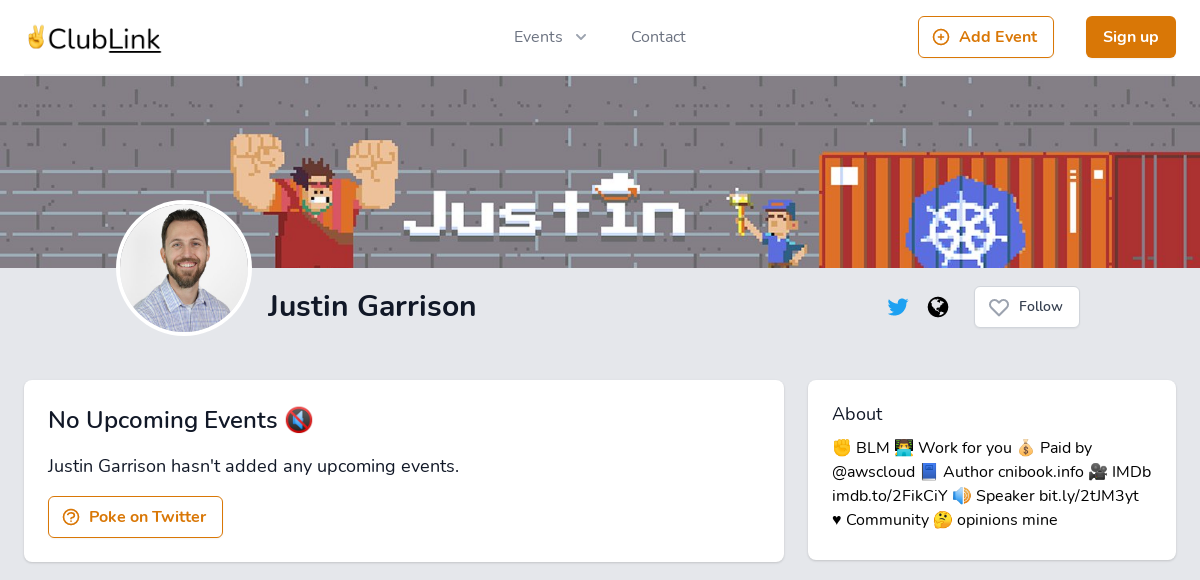 ✌ClubLink
Events
Contact
Add Event
Sign up
Justin
Justin Garrison
Follow
No Upcoming Events 🔇
Justin Garrison hasn't added any upcoming events.
Poke on Twitter
About
✊ BLM 👨‍💻 Work for you 💰 Paid by
@awscloud 📘 Author cnibook.info 🎥 IMDb
imdb.to/2FikCiY 🔊 Speaker bit.ly/2tJM3yt
♥ Community 🤔 opinions mine